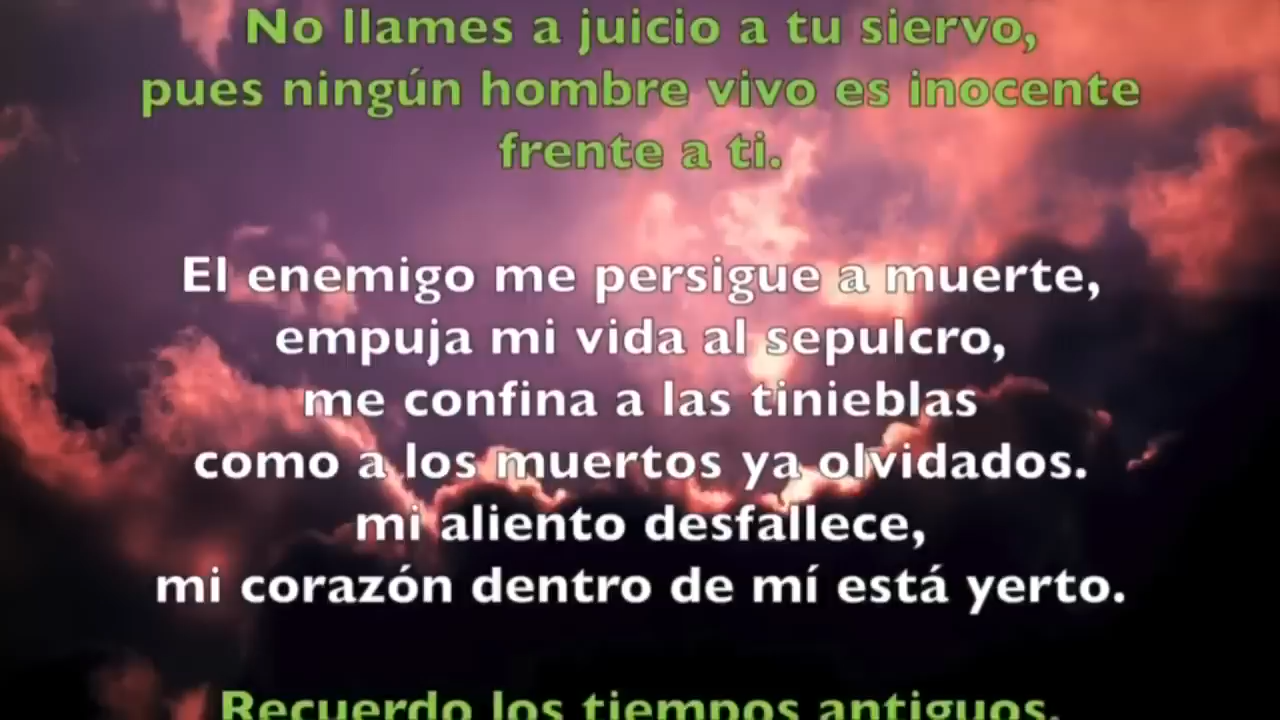 No llames a juicio a tu siervo,
pues ningún hombre vivo es inocente
frente a ti.
El enemigo me persigue a muerte,
empuja mi vida al sepulcro,
me confina a las tinieblas
como a los muertos ya olvidados.
mi aliento desfallece,
mi corazón dentro de mí está yerto.
Recuerdo los tiempos antiguos,